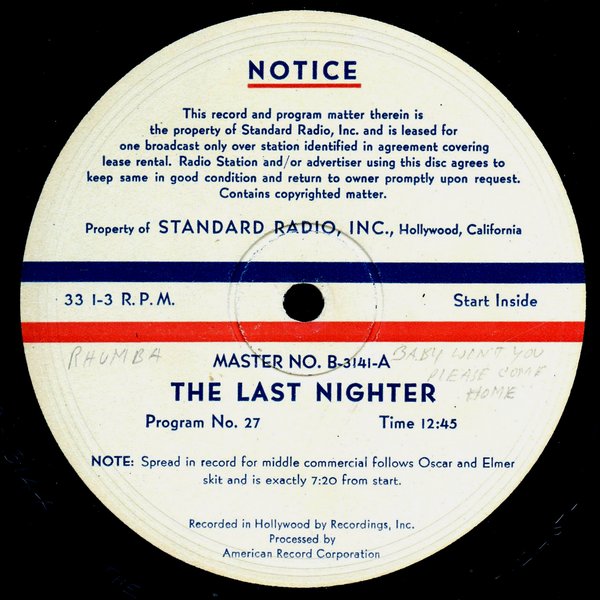 NOTICE
This record and program matter therein is
the property of Standard Radio, Inc. and is leased for
one broadcast only over station identified in agreement covering
lease rental. Radio Station and/or advertiser using this disc agrees to
keep same in good condition and return to owner promptly upon request.
Contains copyrighted matter.
Property of STANDARD RADIO, INC., Hollywood, California
33 1-3 R.P.M. Start Inside
RHUMBA
MASTER NO. B-3141-A
BABY WON'T YOU
PLEASE COME
HOME
THE LAST NIGHTER
Program No. 27 Time 12:45
NOTE: Spread in record for middle commercial follows Oscar and Elmer
skit and is exactly 7:20 from start.
Recorded in Hollywood by Recordings, Inc.
Processed by
American Record Corporation